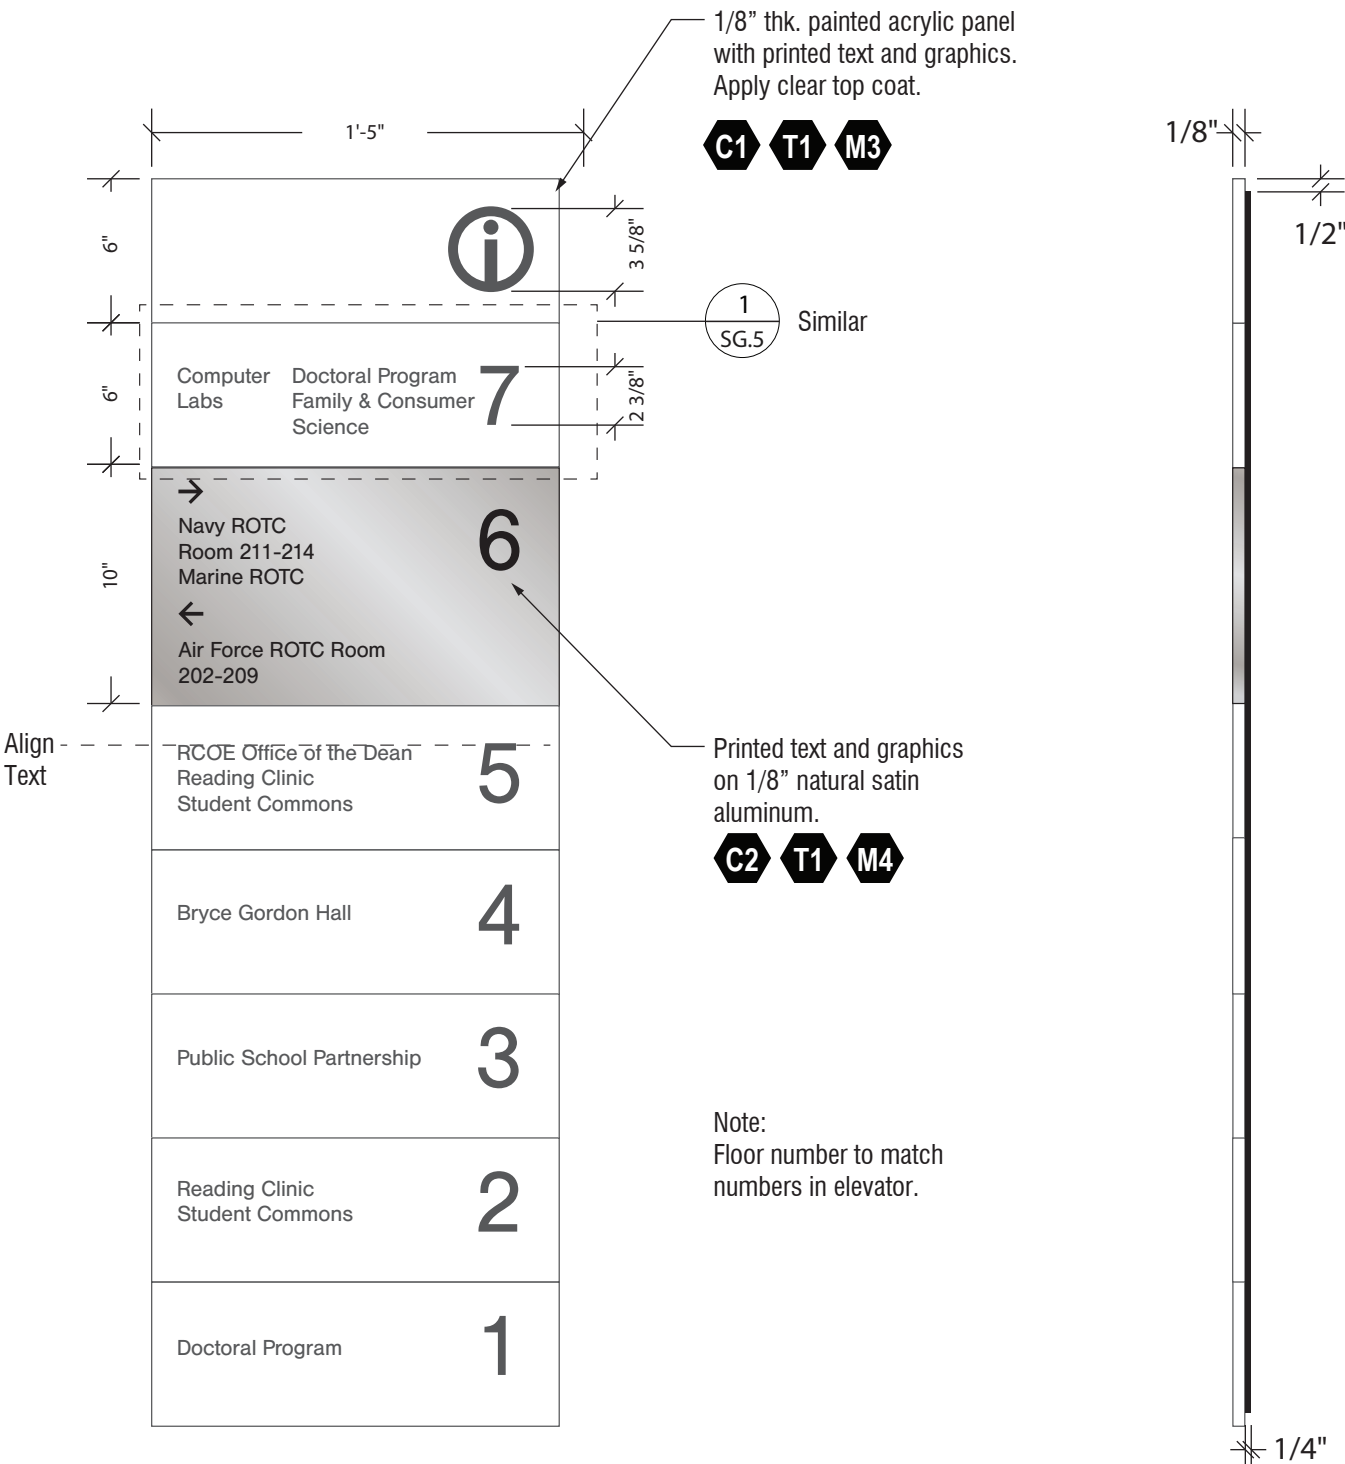 1/8” thk. painted acrylic panel
with printed text and graphics.
Apply clear top coat.
C1 T1 M3
1'-5"
1/8"
1/2"
6"
i
3 5/8"
1
SG.5
Similar
6"
Computer
Labs
Doctoral Program
Family & Consumer
Science
7
2 3/8"
10"
→
Navy ROTC
Room 211-214
Marine ROTC
←
Air Force ROTC Room
202-209
6
Align
Text
RCOE Office of the Dean
Reading Clinic
Student Commons
5
Printed text and graphics
on 1/8” natural satin
aluminum.
C2 T1 M4
Bryce Gordon Hall
4
Public School Partnership
3
Note:
Floor number to match
numbers in elevator.
Reading Clinic
Student Commons
2
Doctoral Program
1
1/4"